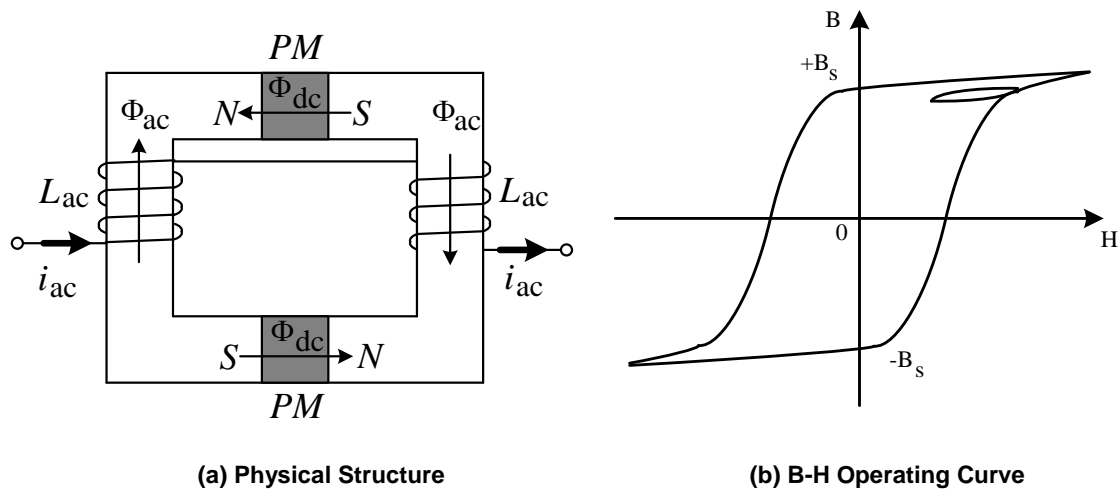 PM
Φdc
N S
Φac Φac
Lac Lac
iac iac
Φdc
S N
PM
(a) Physical Structure
B
+Bs
0
H
-Bs
(b) B-H Operating Curve